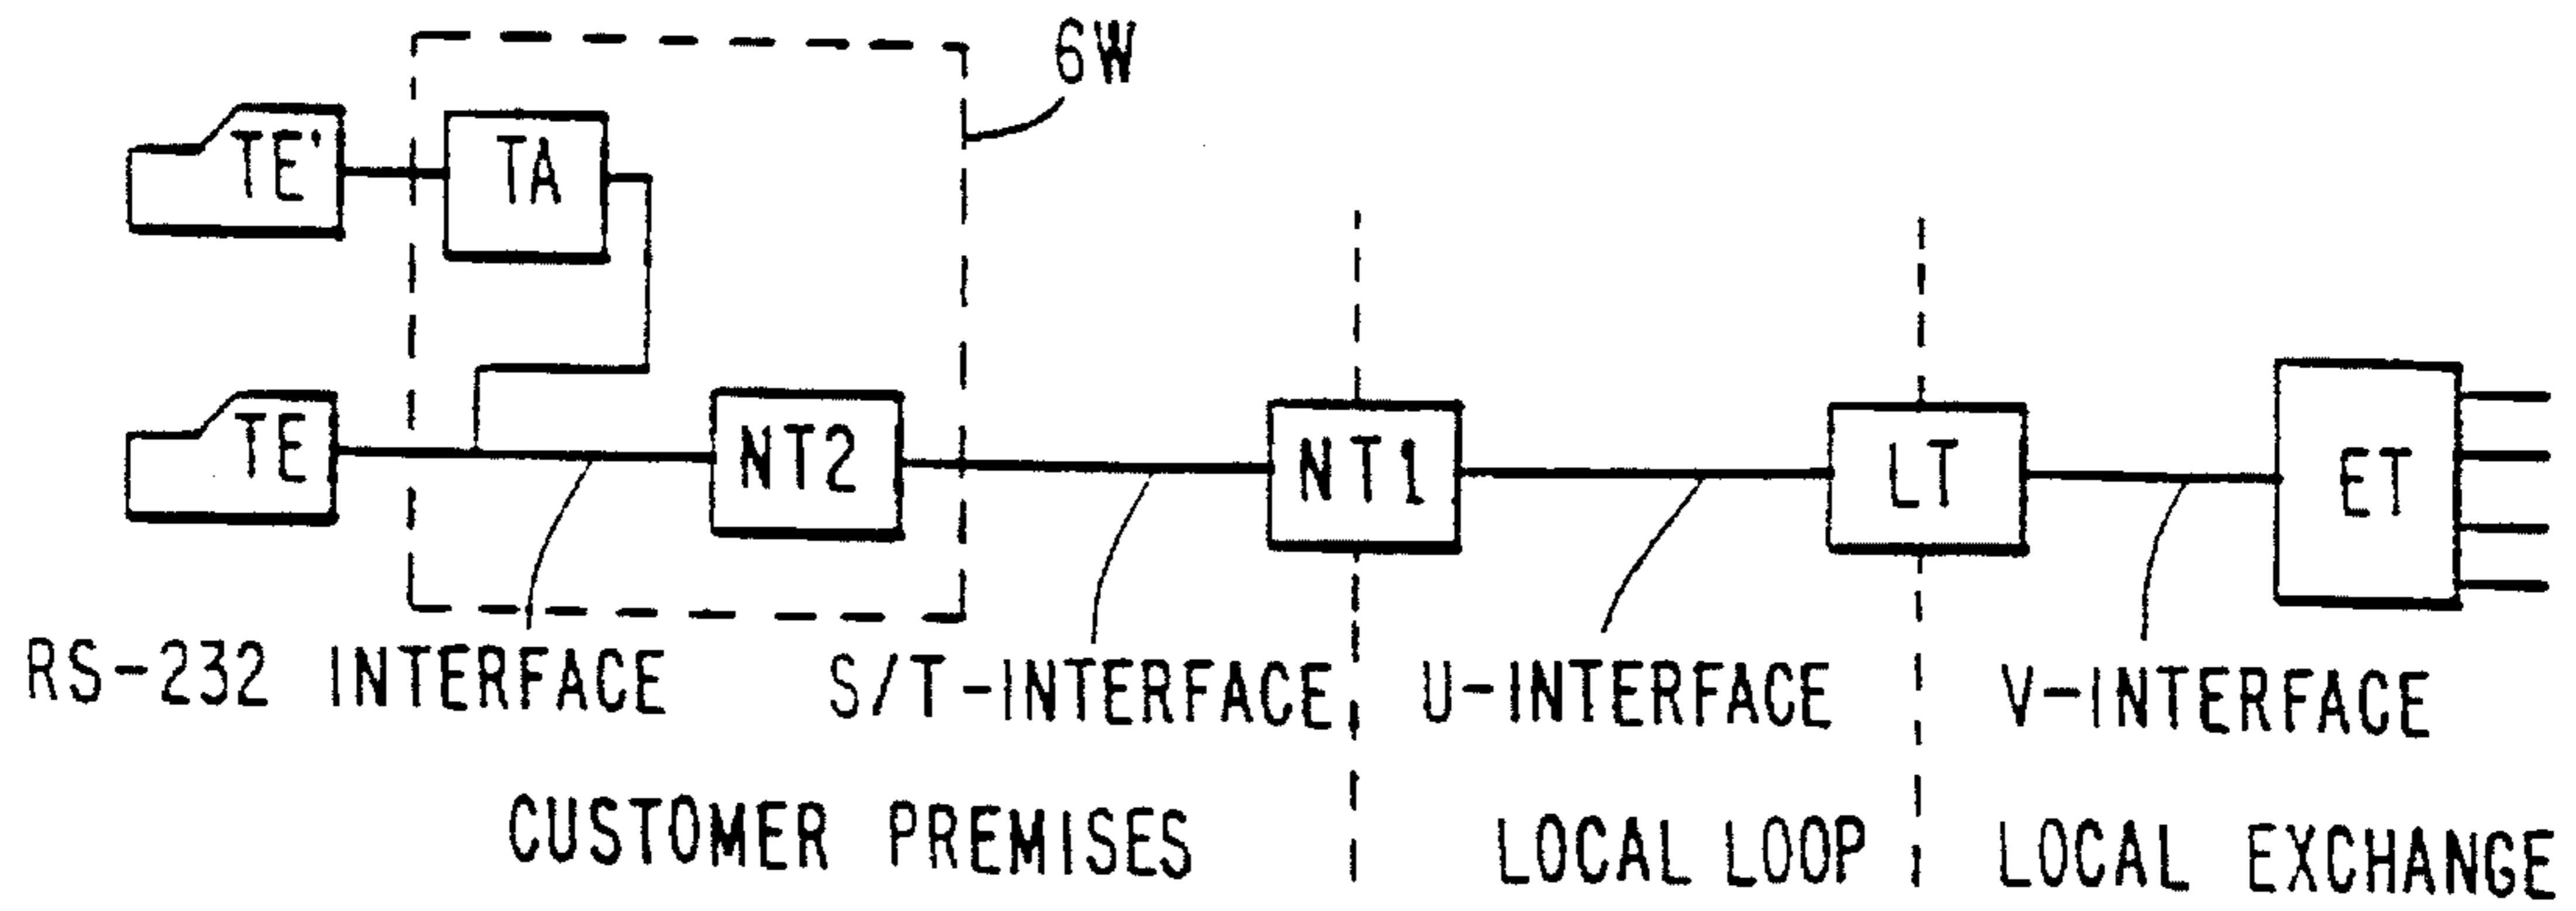 6W
TE'
TA
TE
NT2
NT1
LT
ET
RS-232 INTERFACE
S/T-INTERFACE
U-INTERFACE
V-INTERFACE
CUSTOMER PREMISES
LOCAL LOOP
LOCAL EXCHANGE